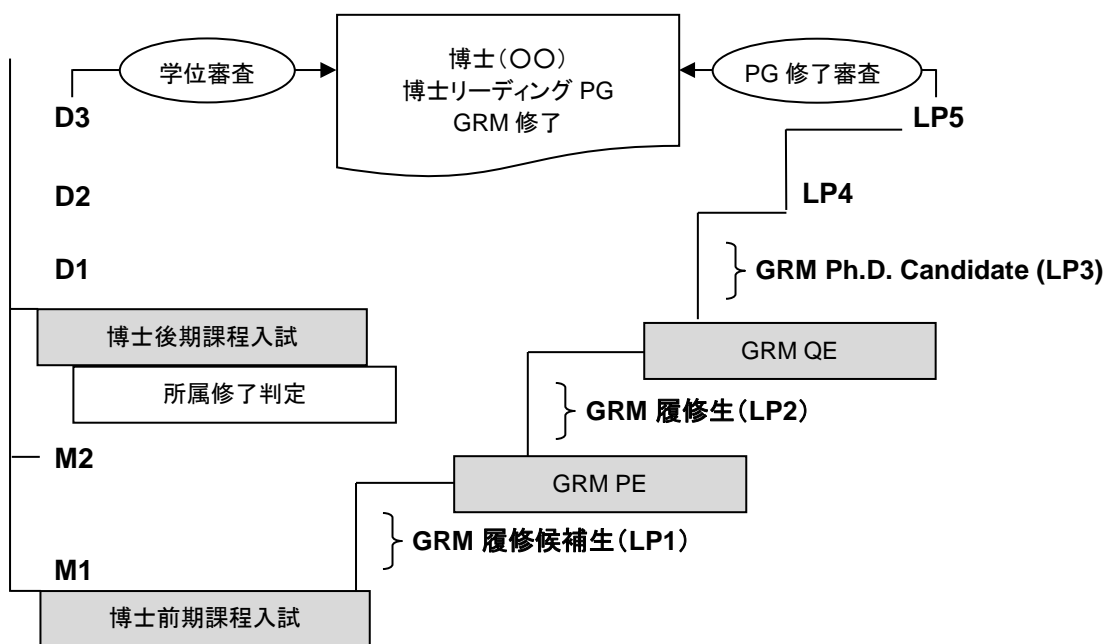 学位審査
博士(〇〇)
博士リーディング PG
GRM 修了
PG 修了審査
D3
LP5
D2
LP4
D1
GRM Ph.D. Candidate (LP3)
博士後期課程入試
GRM QE
所属修了判定
GRM 履修生(LP2)
M2
GRM PE
GRM 履修候補生(LP1)
M1
博士前期課程入試